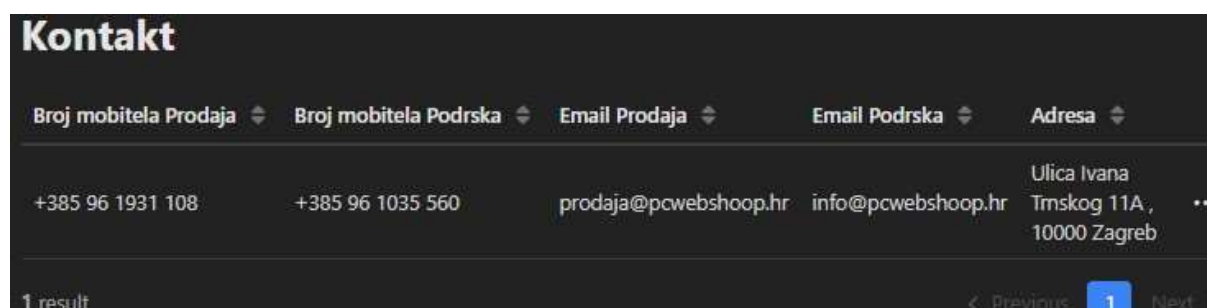 Kontakt
Broj mobitela Prodaja Broj mobitela Podrska Email Prodaja Email Podrska Adresa
+385 96 1931 108 +385 96 1035 560 prodaja@pcwebshoop.hr info@pcwebshoop.hr Ulica Ivana
Trnskog 11A ,
10000 Zagreb
1 result < Previous 1 Next